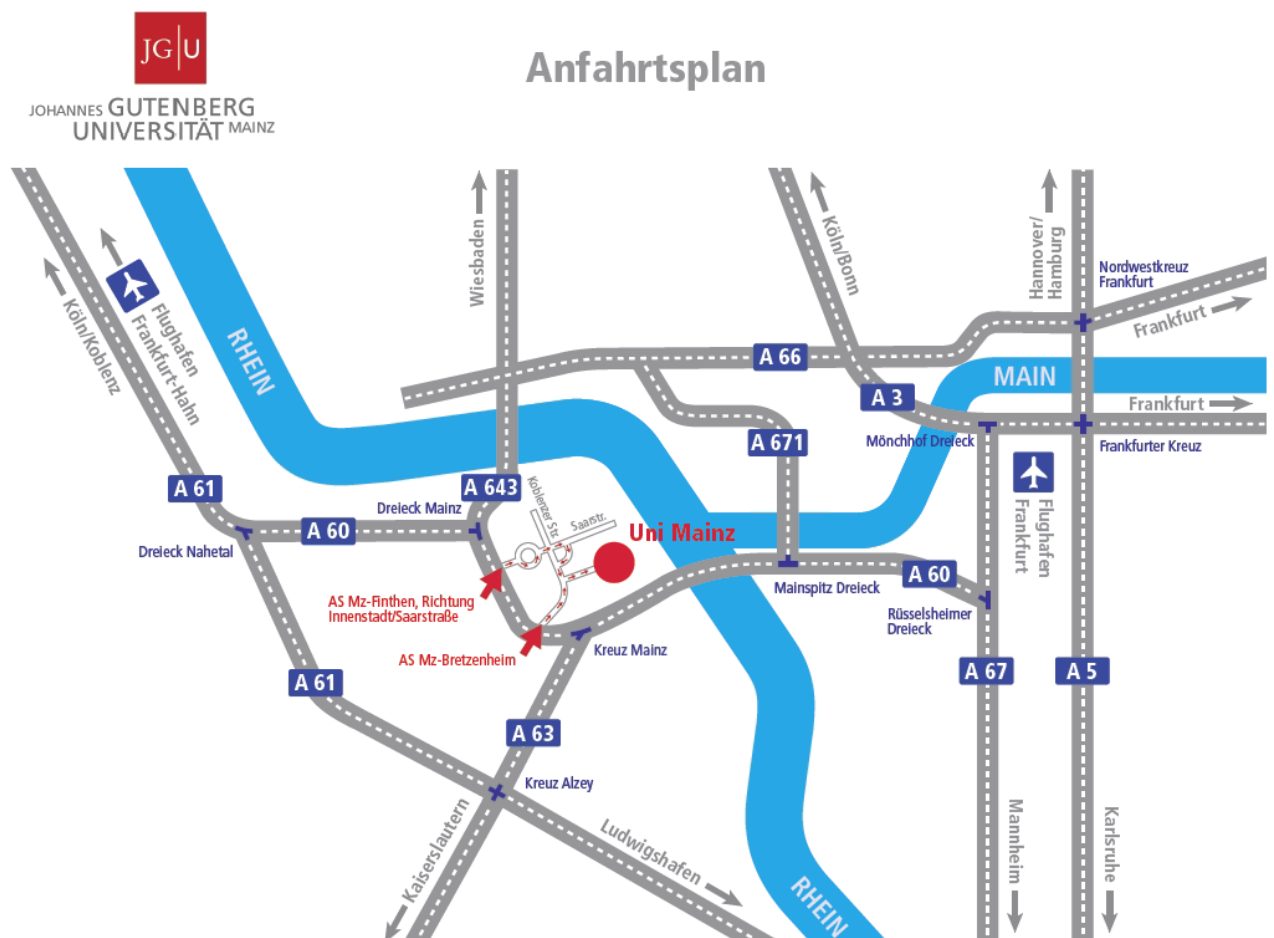 JG|U
JOHANNES GUTENBERG
UNIVERSITÄT MAINZ
Anfahrtsplan
Wiesbaden
Köln/Bonn
Hannover/
Hamburg
Nordwestkreuz
Frankfurt
Frankfurt
Köln/Koblenz
Flughafen
Frankfurt-Hahn
RHEIN
A 66
MAIN
A 3
Frankfurt
Mönchhof Dreieck
Frankfurter Kreuz
A 671
A 61
A 643
Dreieck Mainz
Koblenzer Str.
Saarstr.
Flughafen
Frankfurt
A 60
Uni Mainz
Dreieck Nahetal
Mainspitz Dreieck
A 60
AS Mz-Finthen, Richtung
Innenstadt/Saarstraße
Rüsselsheimer
Dreieck
AS Mz-Bretzenheim
Kreuz Mainz
A 61
A 67
A 5
A 63
Kreuz Alzey
Kaiserslautern
Ludwigshafen
Mannheim
Karlsruhe
RHEIN